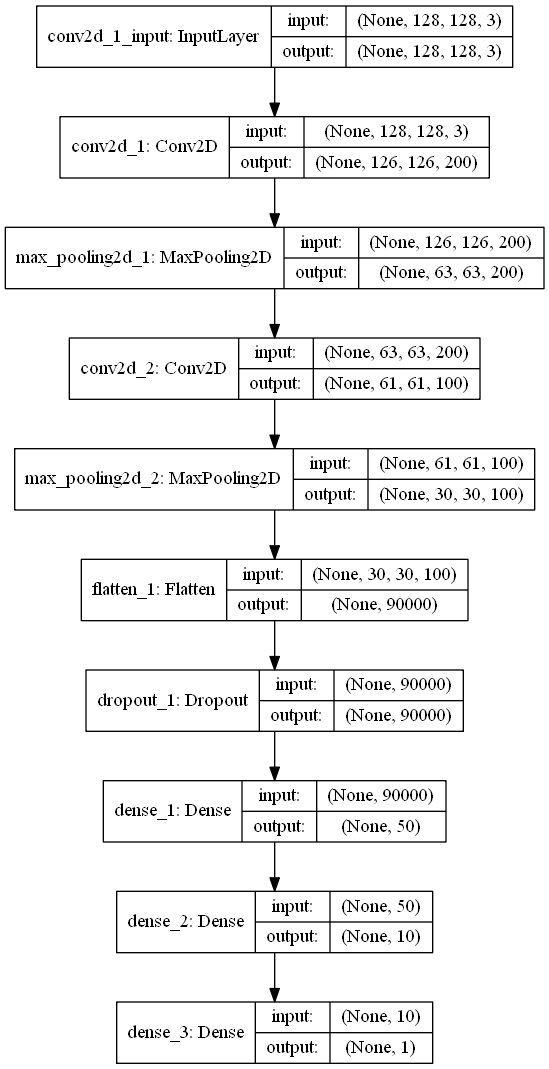 conv2d_1_input: InputLayer
input: (None, 128, 128, 3)
output: (None, 128, 128, 3)
conv2d_1: Conv2D
input: (None, 128, 128, 3)
output: (None, 126, 126, 200)
max_pooling2d_1: MaxPooling2D
input: (None, 126, 126, 200)
output: (None, 63, 63, 200)
conv2d_2: Conv2D
input: (None, 63, 63, 200)
output: (None, 61, 61, 100)
max_pooling2d_2: MaxPooling2D
input: (None, 61, 61, 100)
output: (None, 30, 30, 100)
flatten_1: Flatten
input: (None, 30, 30, 100)
output: (None, 90000)
dropout_1: Dropout
input: (None, 90000)
output: (None, 90000)
dense_1: Dense
input: (None, 90000)
output: (None, 50)
dense_2: Dense
input: (None, 50)
output: (None, 10)
dense_3: Dense
input: (None, 10)
output: (None, 1)